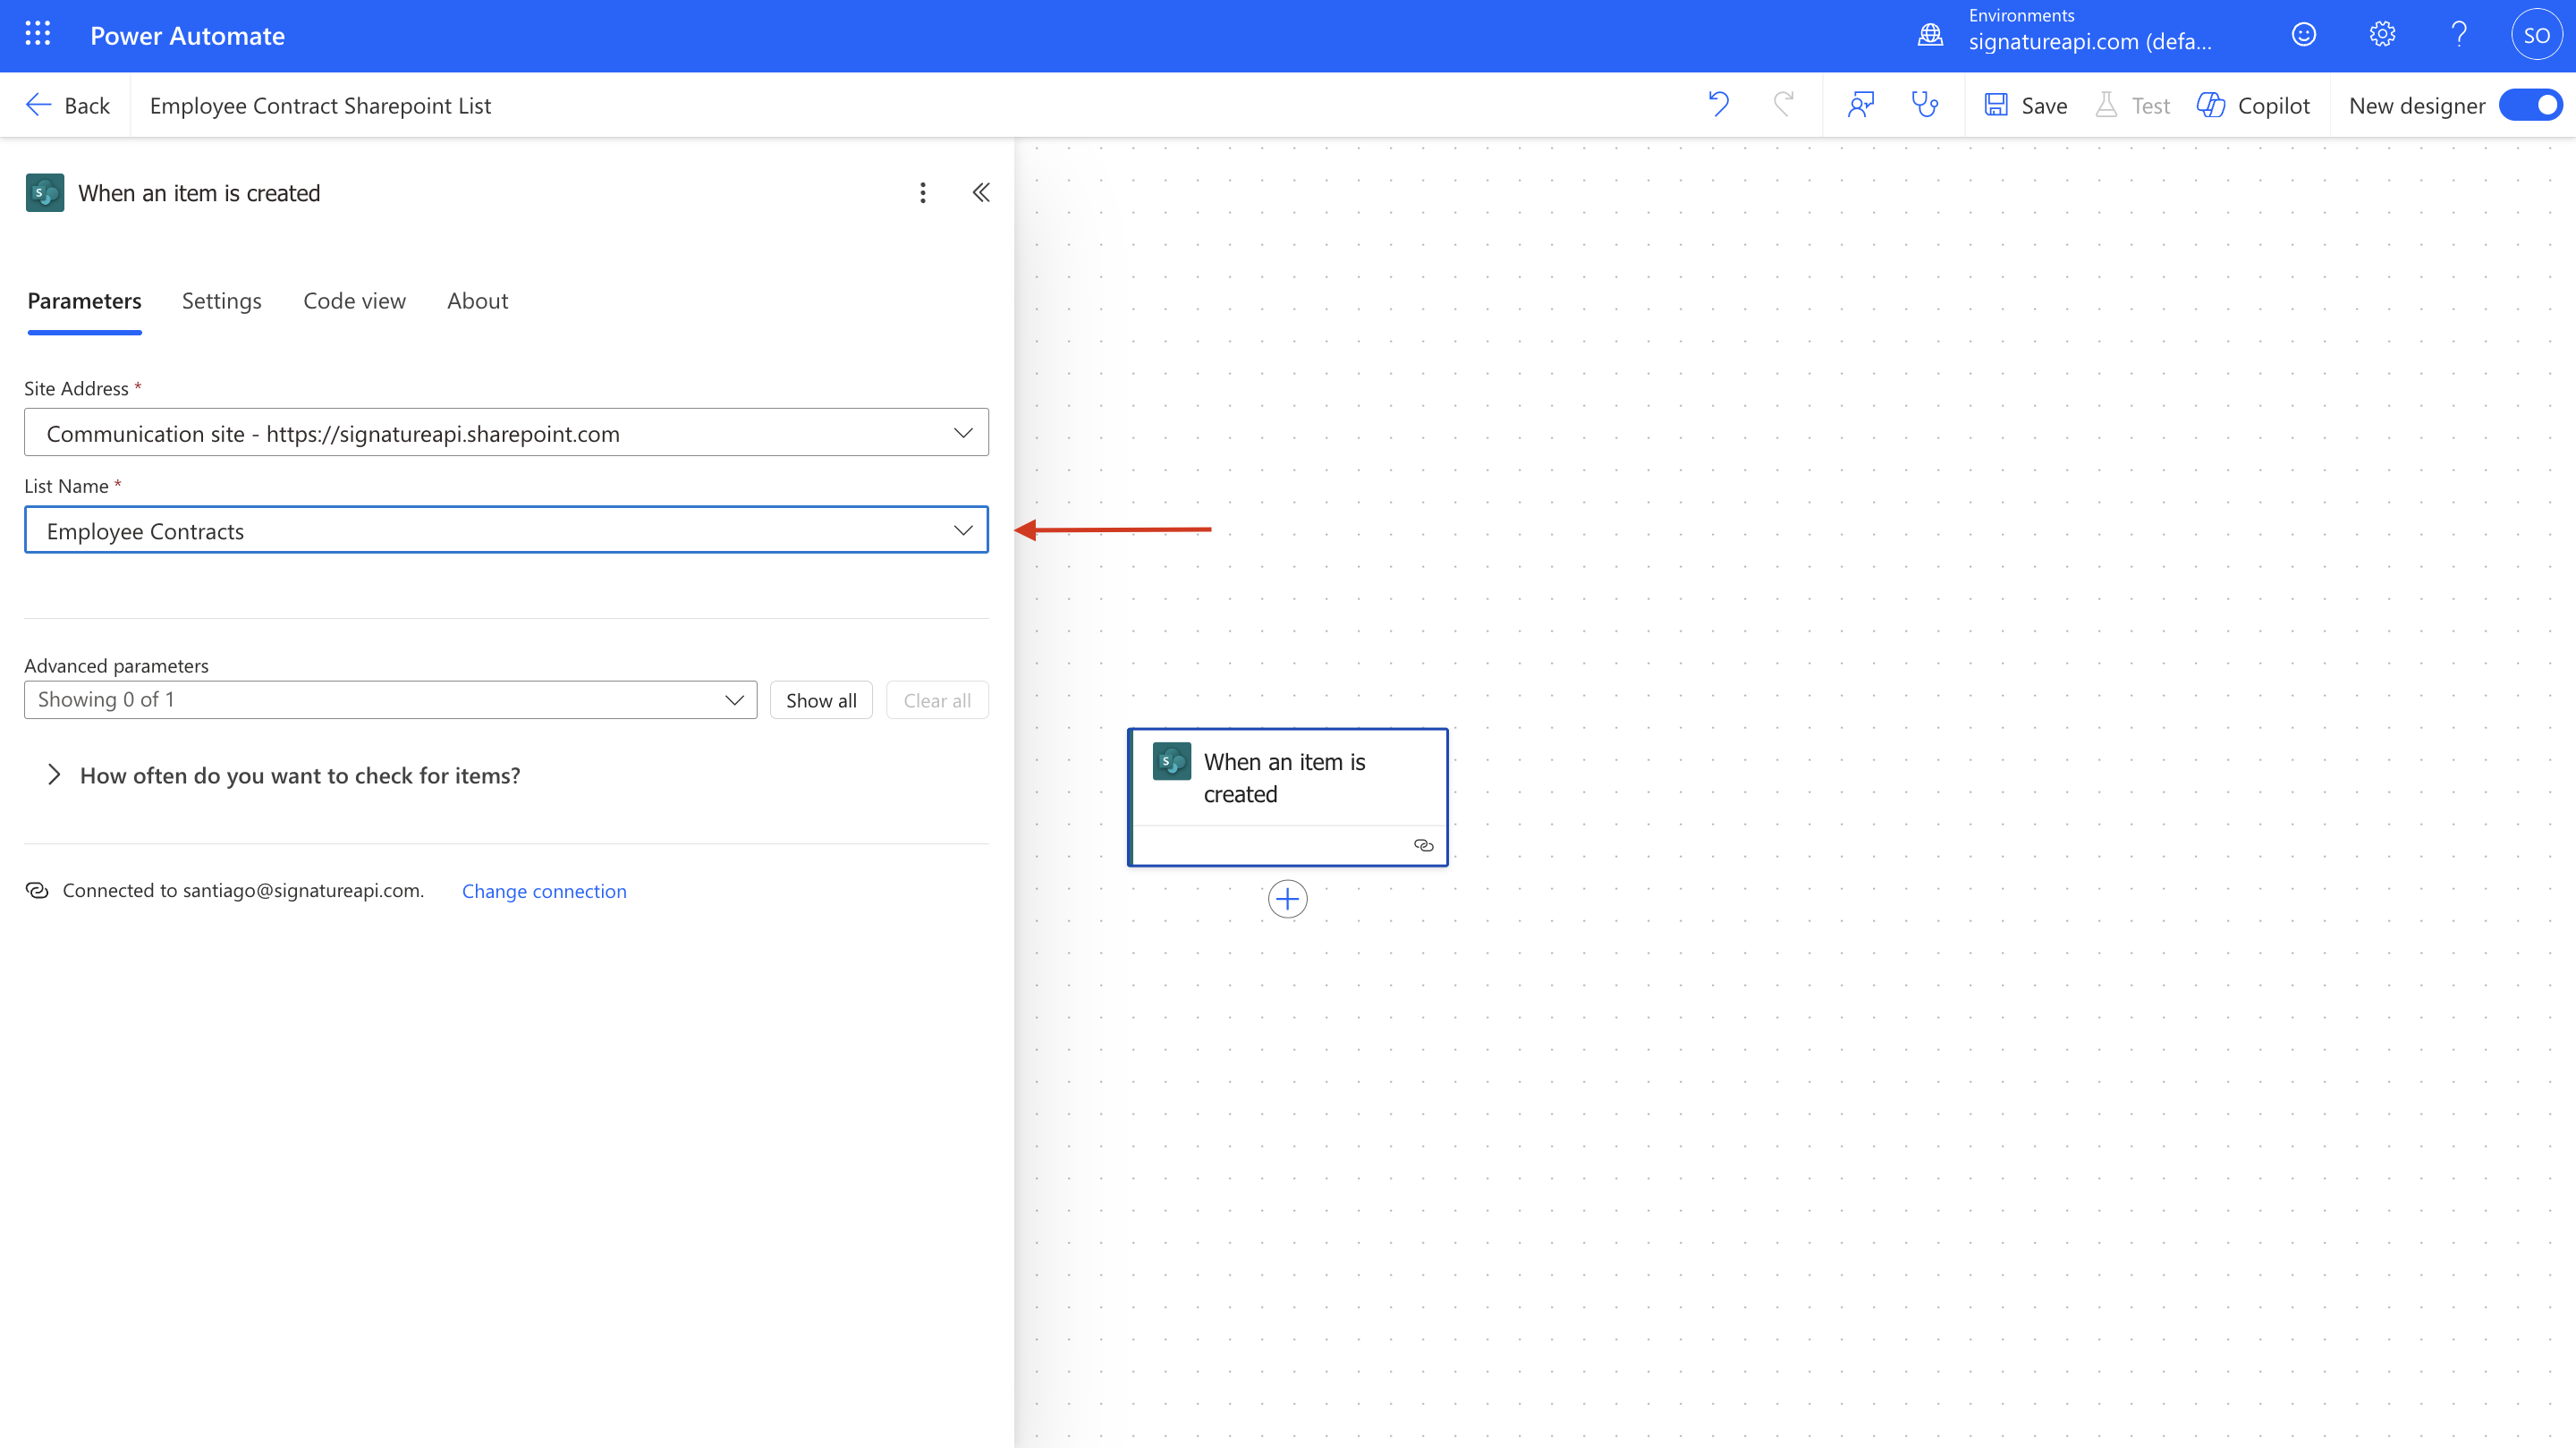 Power Automate
Environments
signatureapi.com (defa...
SO
Back
Employee Contract Sharepoint List
Save
Test
Copilot
New designer
When an item is created
Parameters
Settings
Code view
About
Site Address *
Communication site - https://signatureapi.sharepoint.com
List Name *
Employee Contracts
Advanced parameters
Showing 0 of 1
Show all
Clear all
How often do you want to check for items?
Connected to santiago@signatureapi.com.
Change connection
When an item is
created